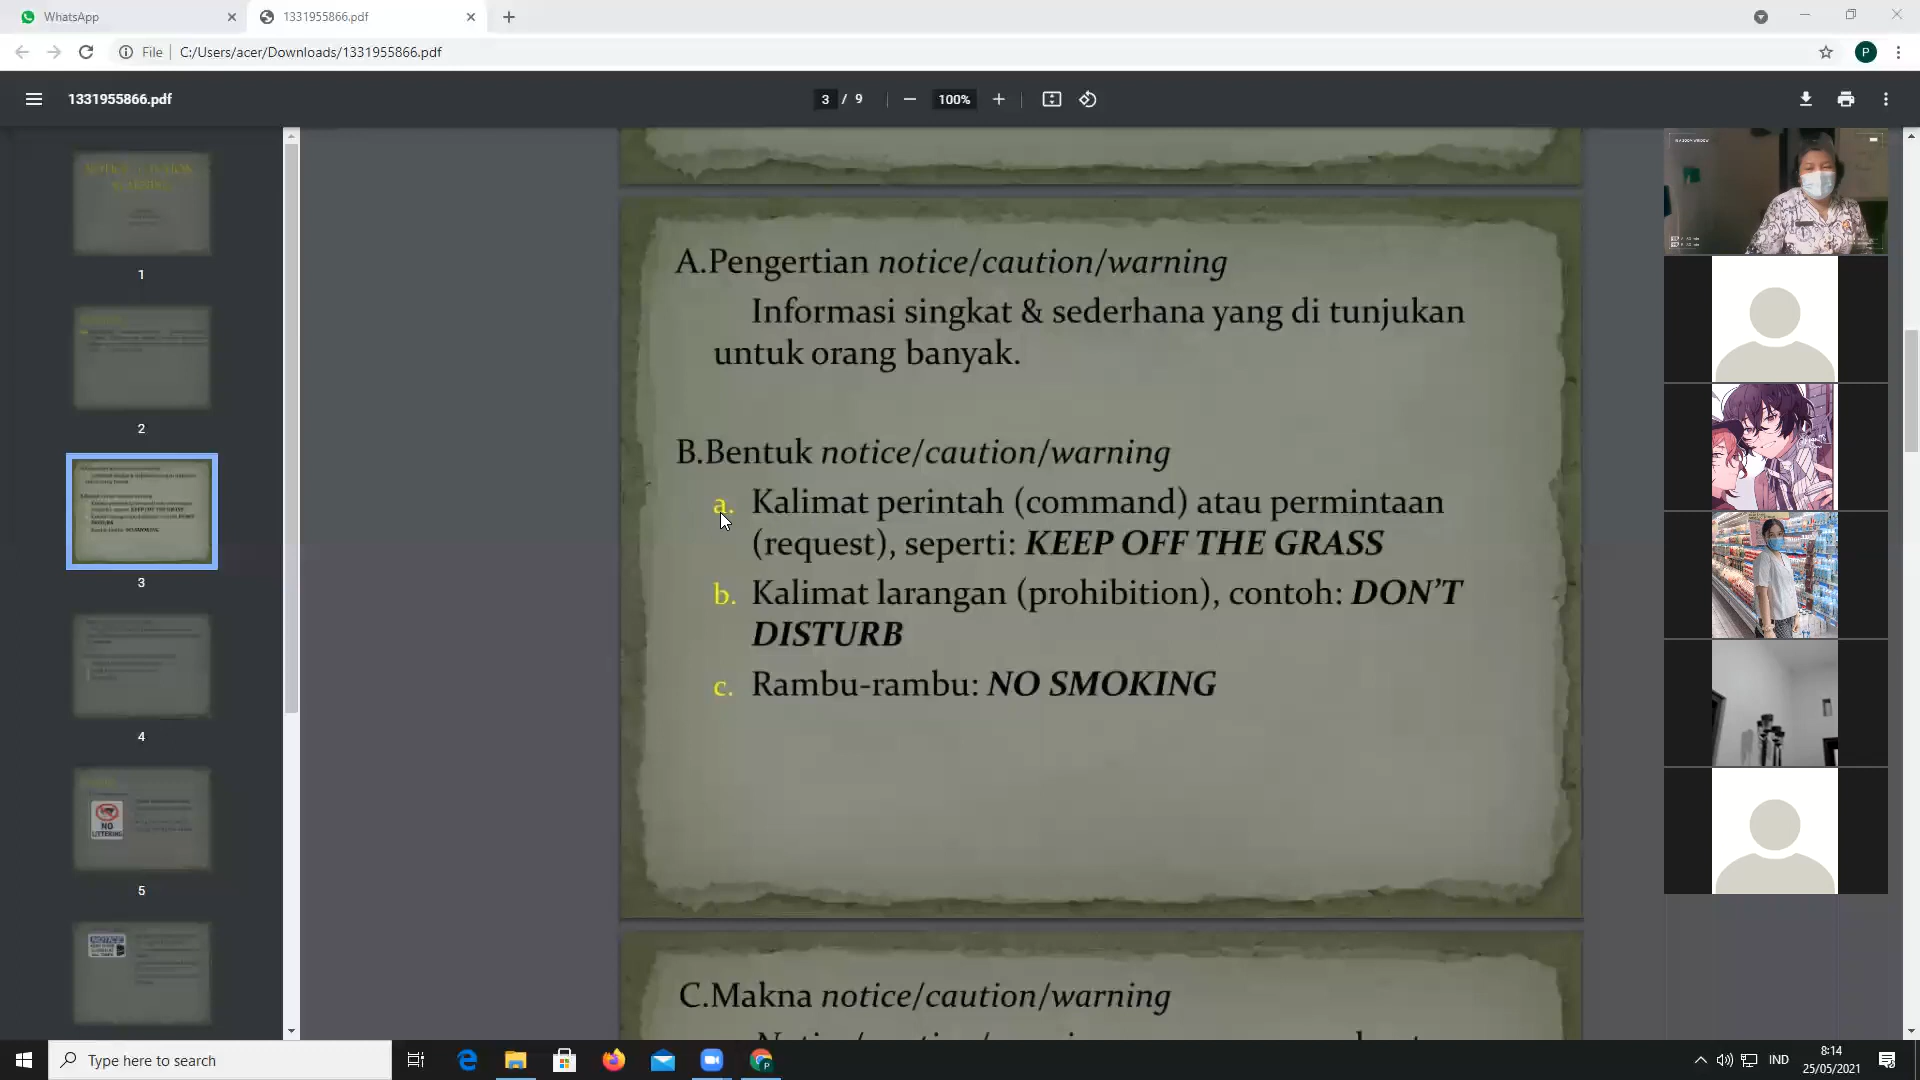 WhatsApp
1331955866.pdf
File
C:/Users/acer/Downloads/1331955866.pdf
P
1331955866.pdf
3 / 9
100%
1
2
3
4
5
NO LITTERING
NOTICE
A.Pengertian notice/caution/warning
Informasi singkat & sederhana yang di tunjukan
untuk orang banyak.
B.Bentuk notice/caution/warning
a. Kalimat perintah (command) atau permintaan
(request), seperti: KEEP OFF THE GRASS
b. Kalimat larangan (prohibition), contoh: DON'T
DISTURB
c. Rambu-rambu: NO SMOKING
C.Makna notice/caution/warning
Type here to search
IND
8:14
25/05/2021